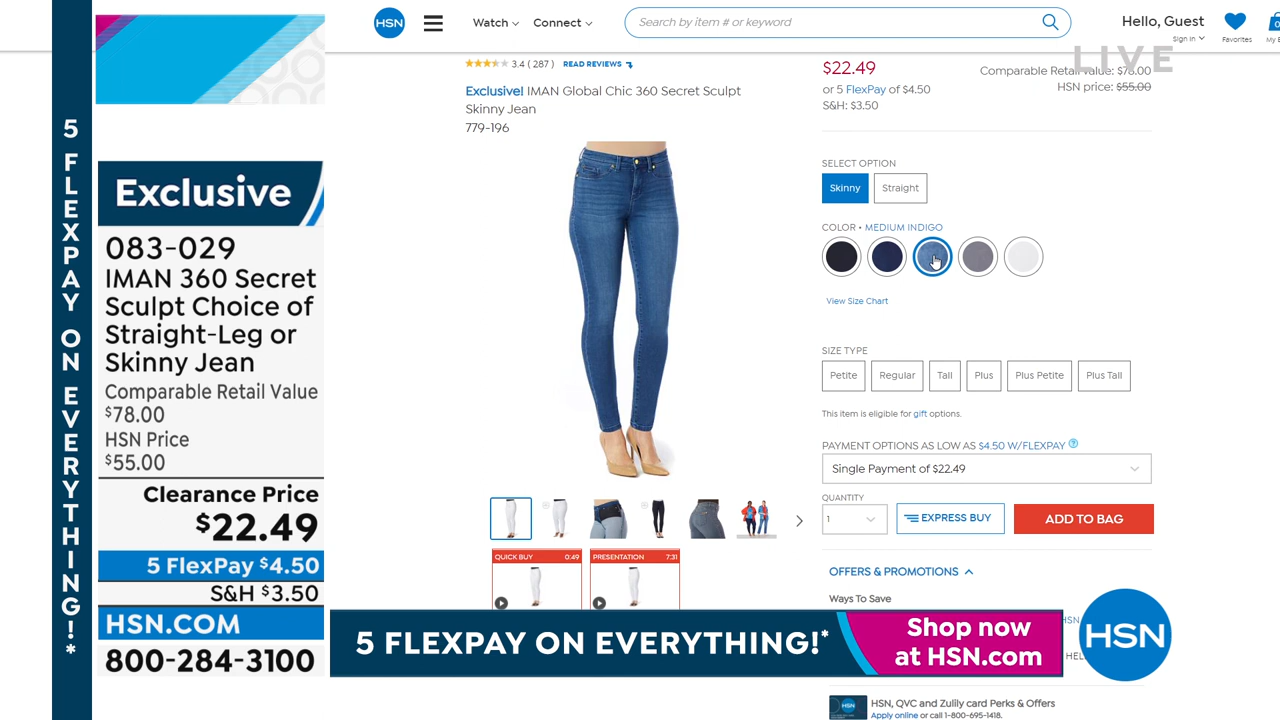 5 FLEXPAY ON EVERYTHING!*
Exclusive
083-029
IMAN 360 Secret
Sculpt Choice of
Straight-Leg or
Skinny Jean
Comparable Retail Value
$78.00
HSN Price
$55.00
Clearance Price
$22.49
5 FlexPay $4.50
S&H $3.50
HSN.COM
800-284-3100
HSN
Watch
Connect
Search by item # or keyword
Hello, Guest
Sign In
Favorites
My
LIVE
3.4 ( 287 )
READ REVIEWS
Exclusive! IMAN Global Chic 360 Secret Sculpt
Skinny Jean
779-196
QUICK BUY 0:49
PRESENTATION 7:31
$22.49
or 5 FlexPay of $4.50
S&H: $3.50
Comparable Retail Value: $78.00
HSN price: $55.00
SELECT OPTION
Skinny
Straight
COLOR • MEDIUM INDIGO
View Size Chart
SIZE TYPE
Petite
Regular
Tall
Plus
Plus Petite
Plus Tall
This item is eligible for gift options.
PAYMENT OPTIONS AS LOW AS $4.50 W/FLEXPAY
Single Payment of $22.49
QUANTITY
1
EXPRESS BUY
ADD TO BAG
OFFERS & PROMOTIONS
Ways To Save
5 FLEXPAY ON EVERYTHING!*
Shop now
at HSN.com
HSN
HSN, QVC and Zulily card Perks & Offers
Apply online or call 1-800-695-1418.